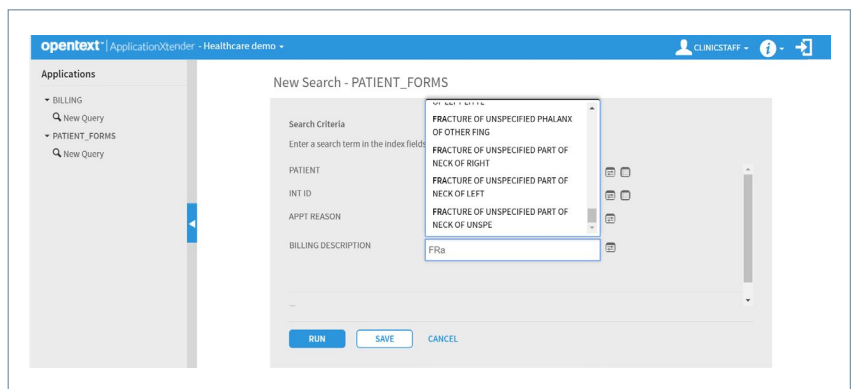 opentext™ | ApplicationXtender - Healthcare demo
CLINICSTAFF
Applications
BILLING
New Query
PATIENT_FORMS
New Query
New Search - PATIENT_FORMS
Search Criteria
Enter a search term in the index fields
PATIENT
INT ID
APPT REASON
BILLING DESCRIPTION
FRACTURE OF UNSPECIFIED PHALANX
OF OTHER FING
FRACTURE OF UNSPECIFIED PART OF
NECK OF RIGHT
FRACTURE OF UNSPECIFIED PART OF
NECK OF LEFT
FRACTURE OF UNSPECIFIED PART OF
NECK OF UNSPE
FRa
...
RUN
SAVE
CANCEL